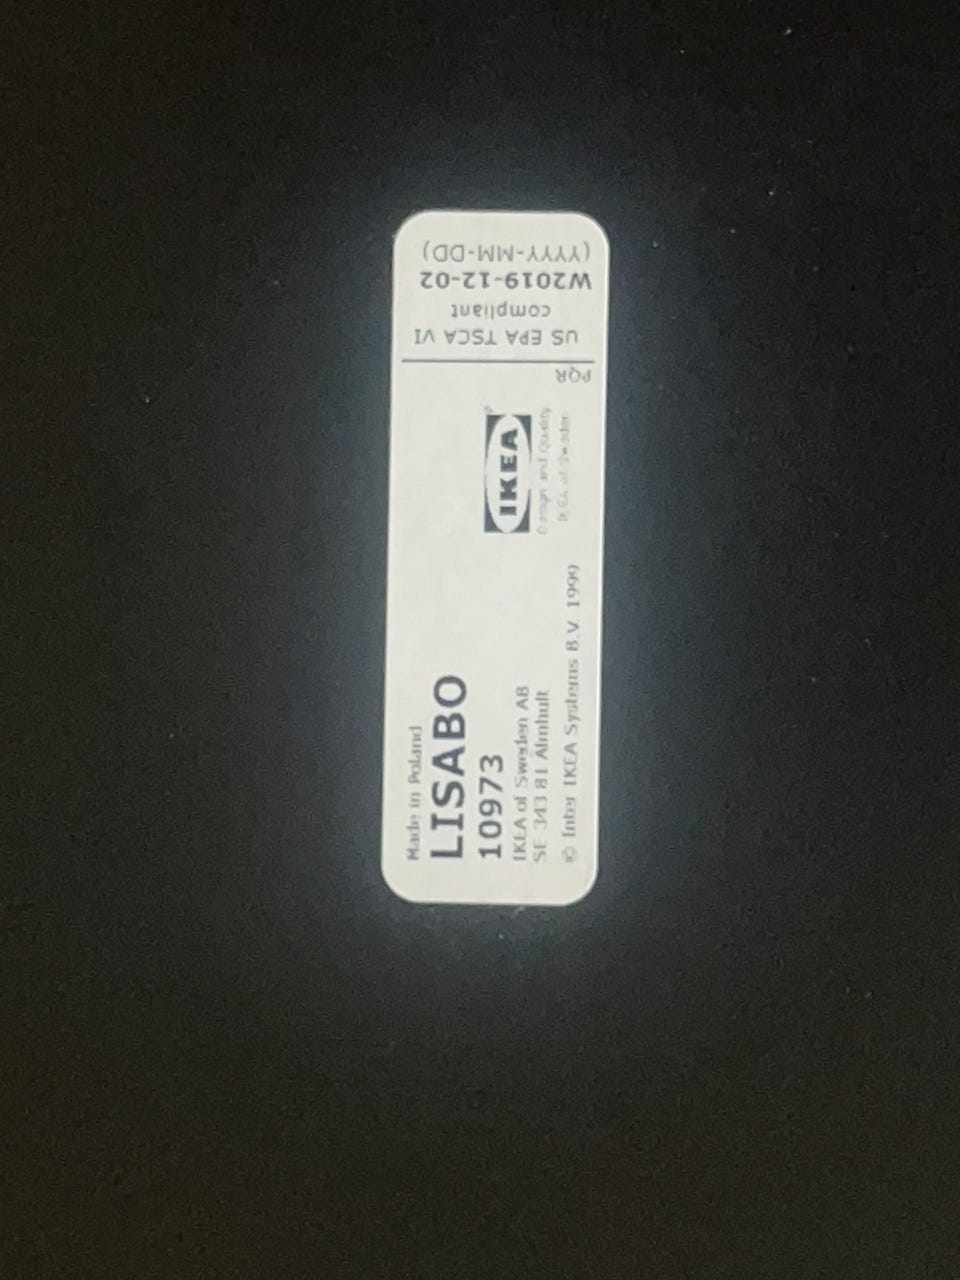 Made in Poland
LISABO
10973
IKEA of Sweden AB
SE 343 81 Älmhult
© Inter IKEA Systems B.V. 1999
IKEA®
Design and Quality
IKEA of Sweden
PQR
US EPA TSCA VI
compliant
W2019-12-02
(YYYY-MM-DD)